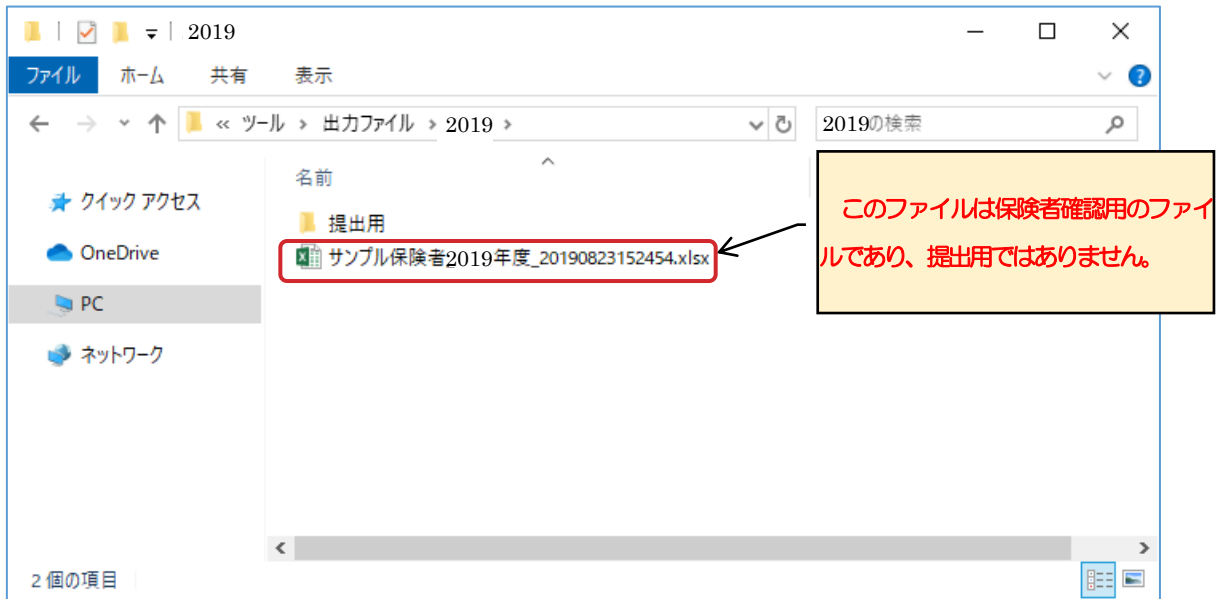 2019
ファイル ホーム 共有 表示
« ツール › 出力ファイル › 2019 ›
2019の検索
名前
クイック アクセス
提出用
このファイルは保険者確認用のファイ
ルであり、提出用ではありません。
OneDrive
サンプル保険者2019年度_20190823152454.xlsx
PC
ネットワーク
2 個の項目